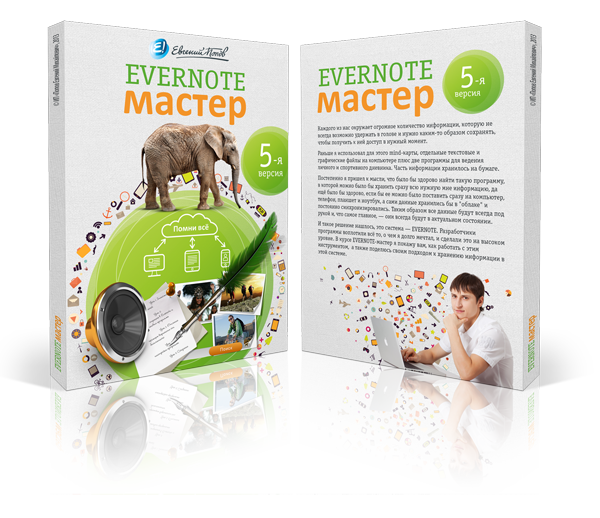 Е!
Евгений Попов
EVERNOTE
мастер
5-я
версия
Помни всё
EVERNOTE мастер
EVERNOTE
мастер
5-я
версия
Каждого из нас окружает огромное количество информации, которую не
всегда возможно удержать в голове и нужно каким-то образом сохранять,
чтобы получить к ней доступ в нужный момент.
Раньше я использовал для этого mind-карты, отдельные текстовые и
графические файлы на компьютере плюс две программы для ведения
личного и спортивного дневника. Часть информации хранилось на бумаге.
Постепенно я пришел к мысли, что было бы здорово найти такую программу,
в которой можно было бы хранить сразу всю нужную мне информацию, да
ещё было бы здорово, если бы ее можно было поставить сразу на компьютер,
телефон, планшет и ноутбук, а сами данные хранились бы в "облаке" и
постоянно синхронизировались. Таким образом все данные будут всегда под
рукой и, что самое главное, — они всегда будут в актуальном состоянии.
И такое решение нашлось, это система — EVERNOTE. Разработчики
программы воплотили всё то, о чем я долго мечтал, и сделали это на высоком
уровне. В курсе EVERNOTE-мастер я покажу вам, как работать с этим
инструментом, а также поделюсь своим подходом к хранению информации в
этой системе.
EVERNOTE мастер